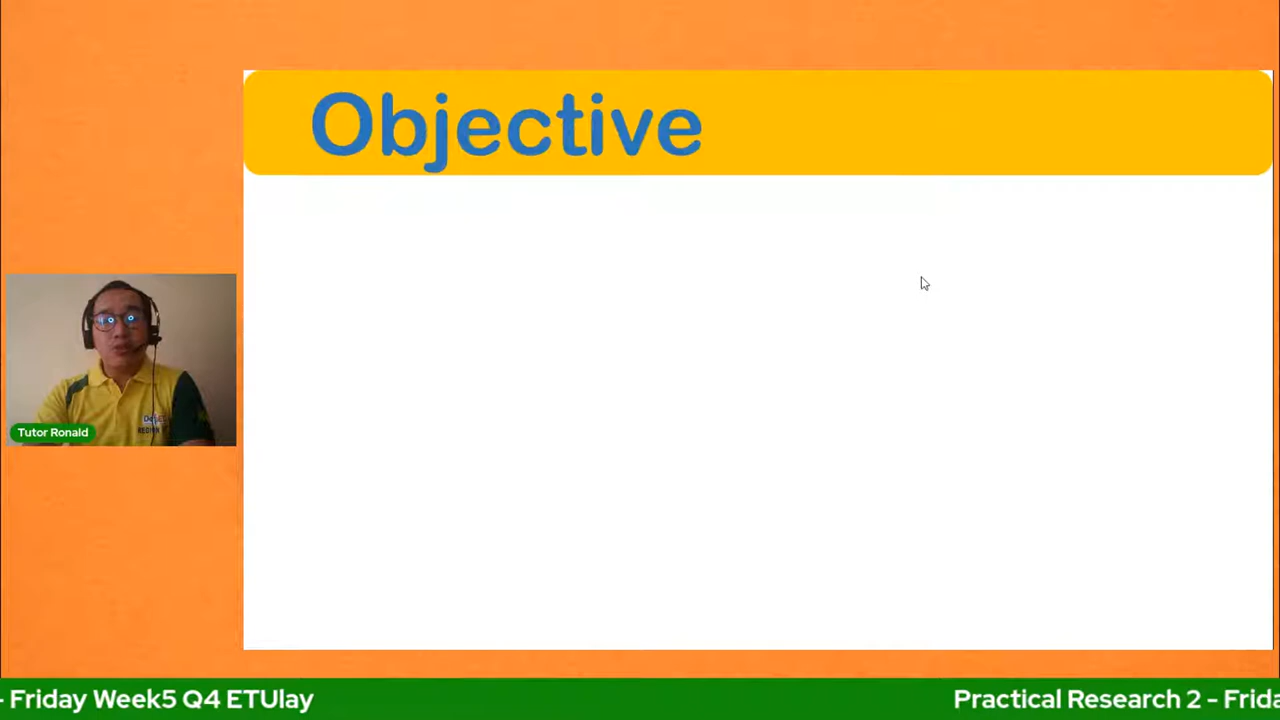 Objective
Tutor Ronald
- Friday Week5 Q4 ETUlay
Practical Research 2 - Frida